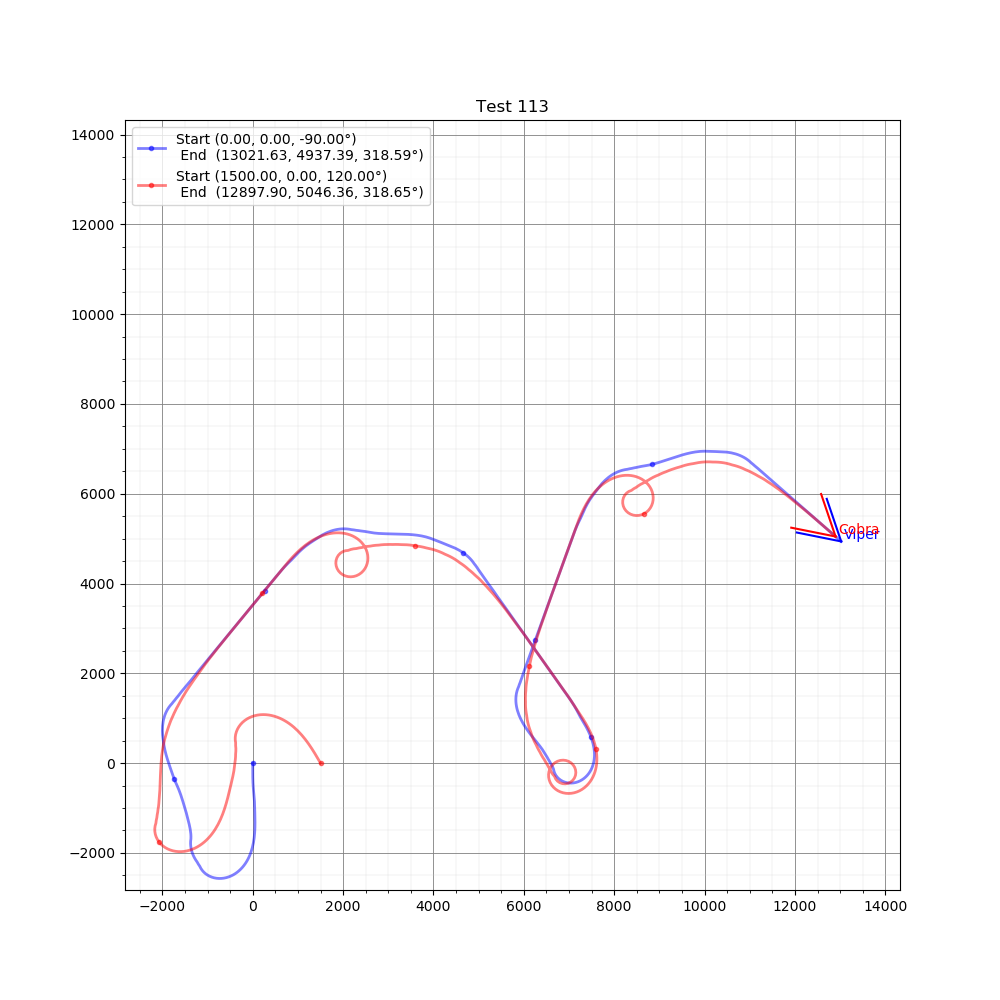 Test 113
Start (0.00, 0.00, -90.00°)
End (13021.63, 4937.39, 318.59°)
Start (1500.00, 0.00, 120.00°)
End (12897.90, 5046.36, 318.65°)
14000
12000
10000
8000
6000
4000
2000
0
−2000
Cobra
Viper
−2000 0 2000 4000 6000 8000 10000 12000 14000